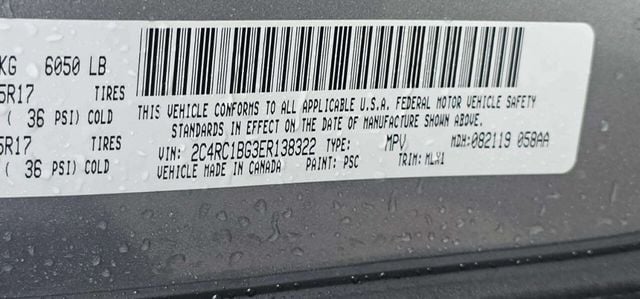 KG 6050 LB
5R17 TIRES
( 36 PSI) COLD
5R17 TIRES
( 36 PSI) COLD
THIS VEHICLE CONFORMS TO ALL APPLICABLE U.S.A. FEDERAL MOTOR VEHICLE SAFETY
STANDARDS IN EFFECT ON THE DATE OF MANUFACTURE SHOWN ABOVE.
VIN: 2C4RC1BG3ER138322 TYPE: MPV MDH: 082119 058AA
VEHICLE MADE IN CANADA PAINT: PSC TRIM: MLX1